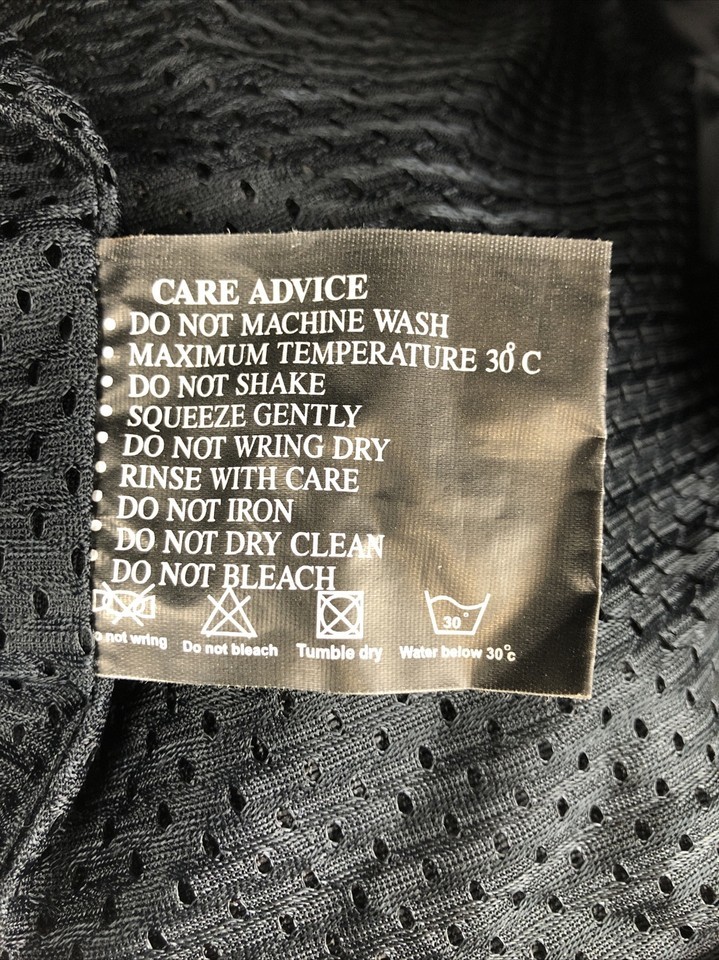 CARE ADVICE
• DO NOT MACHINE WASH
• MAXIMUM TEMPERATURE 30° C
• DO NOT SHAKE
• SQUEEZE GENTLY
• DO NOT WRING DRY
• RINSE WITH CARE
• DO NOT IRON
• DO NOT DRY CLEAN
DO NOT BLEACH
30°
not wring Do not bleach Tumble dry Water below 30°c